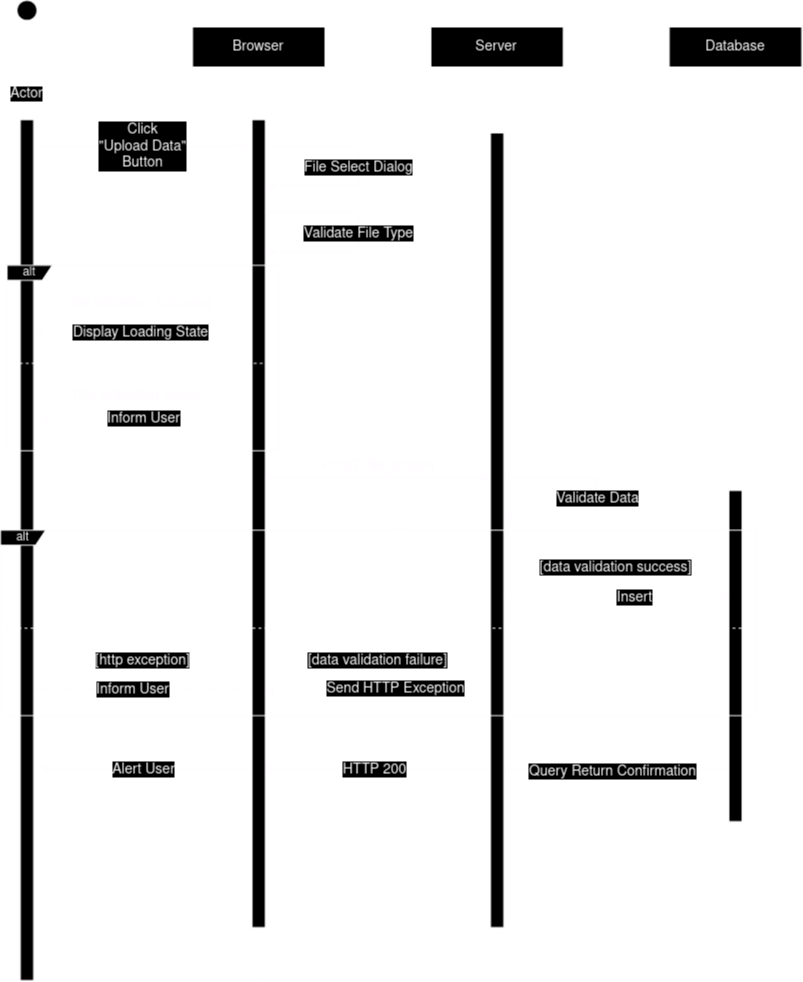 Browser
Server
Database
Actor
Click
"Upload Data"
Button
File Select Dialog
Validate File Type
alt
Display Loading State
Inform User
Validate Data
alt
[data validation success]
Insert
[http exception]
[data validation failure]
Inform User
Send HTTP Exception
Alert User
HTTP 200
Query Return Confirmation